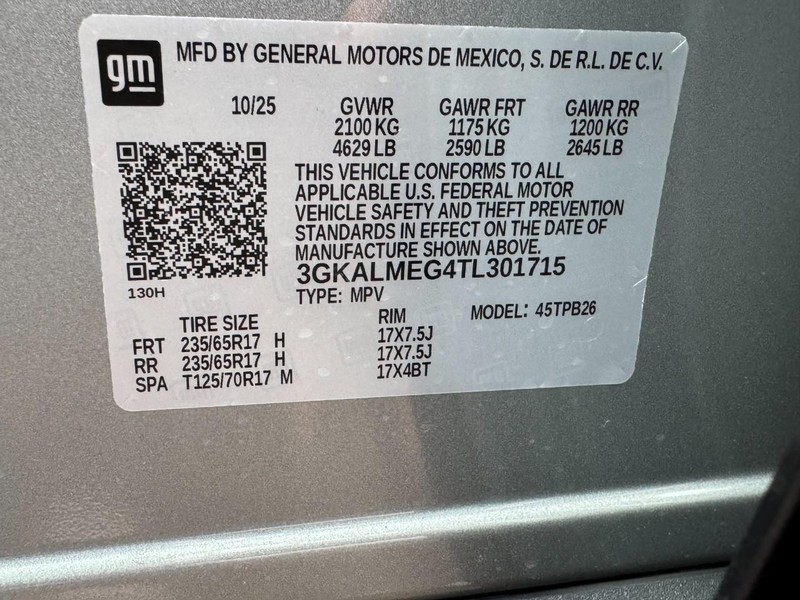 gm
MFD BY GENERAL MOTORS DE MEXICO, S. DE R.L. DE C.V.
10/25 GVWR GAWR FRT GAWR RR
2100 KG 1175 KG 1200 KG
4629 LB 2590 LB 2645 LB
THIS VEHICLE CONFORMS TO ALL
APPLICABLE U.S. FEDERAL MOTOR
VEHICLE SAFETY AND THEFT PREVENTION
STANDARDS IN EFFECT ON THE DATE OF
MANUFACTURE SHOWN ABOVE.
3GKALMEG4TL301715
130H
TYPE: MPV MODEL: 45TPB26
TIRE SIZE RIM
FRT 235/65R17 H 17X7.5J
RR 235/65R17 H 17X7.5J
SPA T125/70R17 M 17X4BT